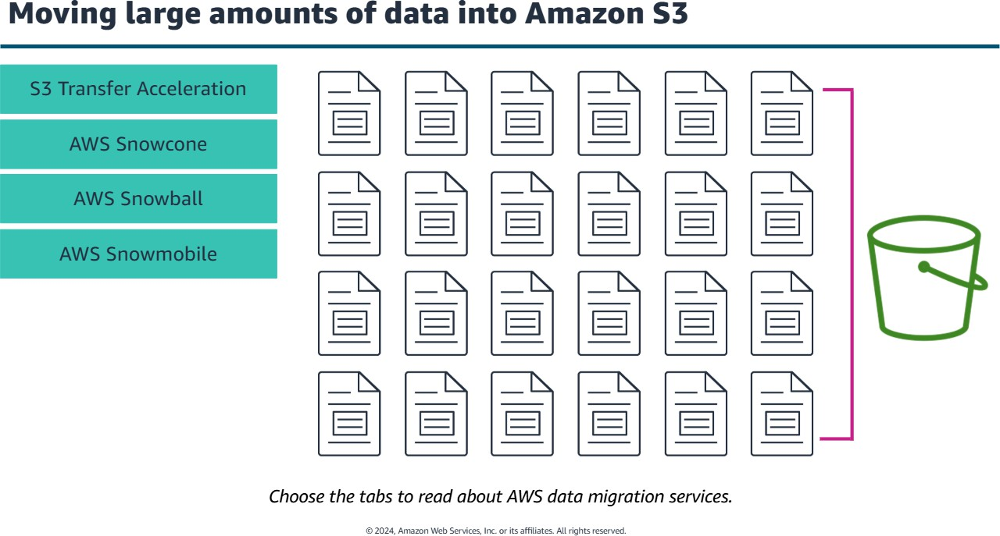 Moving large amounts of data into Amazon S3
S3 Transfer Acceleration
AWS Snowcone
AWS Snowball
AWS Snowmobile
Choose the tabs to read about AWS data migration services.
© 2024, Amazon Web Services, Inc. or its affiliates. All rights reserved.